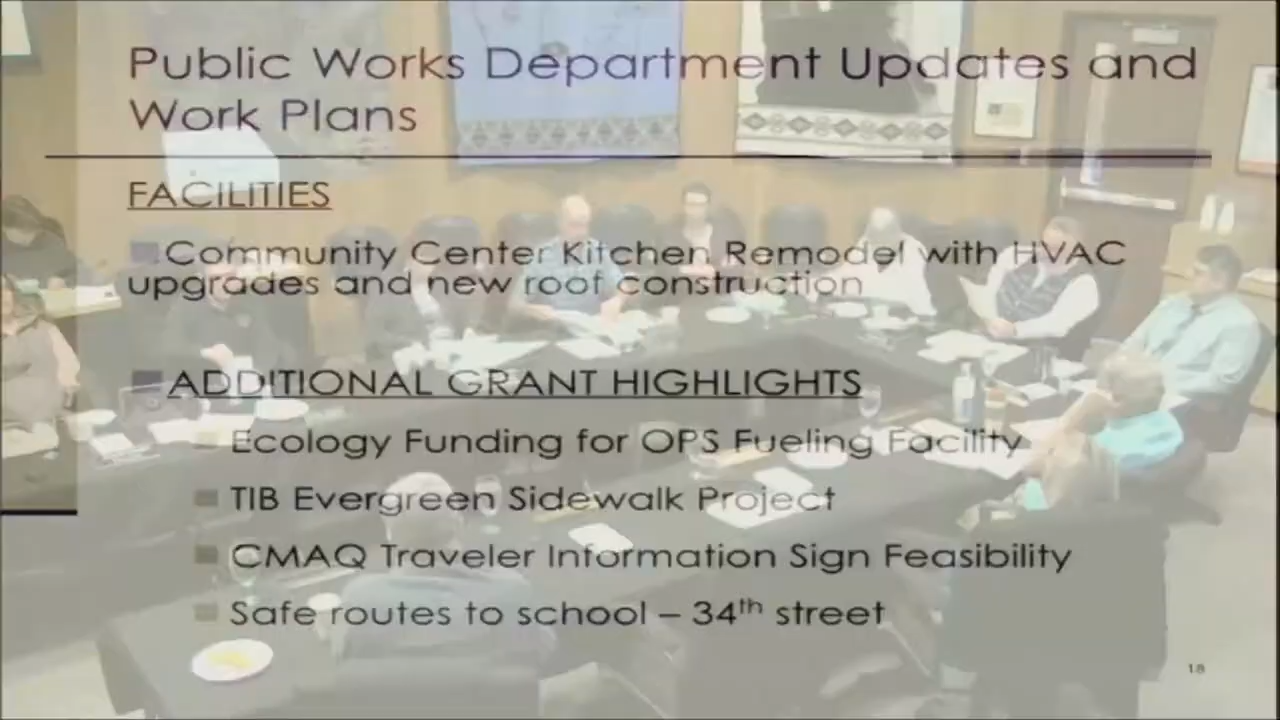 Public Works Department Updates and
Work Plans
FACILITIES
Community Center Kitchen Remodel with HVAC
upgrades and new roof construction
ADDITIONAL GRANT HIGHLIGHTS
Ecology Funding for OPS Fueling Facility
TIB Evergreen Sidewalk Project
CMAQ Traveler Information Sign Feasibility
Safe routes to school – 34th street
18